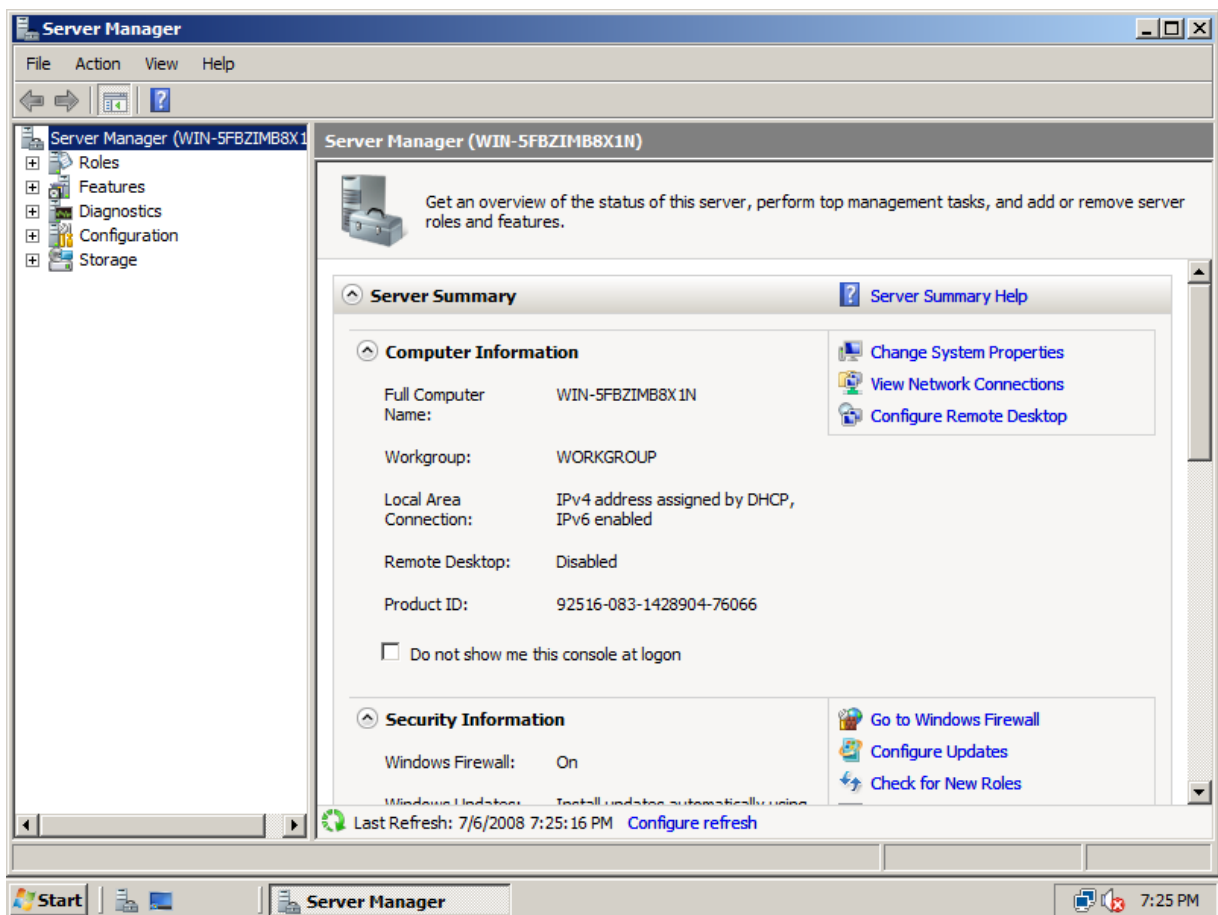 Server Manager
File Action View Help
Server Manager (WIN-5FBZIMB8X1
Roles
Features
Diagnostics
Configuration
Storage
Server Manager (WIN-5FBZIMB8X1N)
Get an overview of the status of this server, perform top management tasks, and add or remove server
roles and features.
Server Summary
Server Summary Help
Computer Information
Full Computer
Name:
WIN-5FBZIMB8X1N
Workgroup:
WORKGROUP
Local Area
Connection:
IPv4 address assigned by DHCP,
IPv6 enabled
Remote Desktop:
Disabled
Product ID:
92516-083-1428904-76066
Do not show me this console at logon
Change System Properties
View Network Connections
Configure Remote Desktop
Security Information
Windows Firewall:
On
Windows Updates:
Install updates automatically using
Go to Windows Firewall
Configure Updates
Check for New Roles
Last Refresh: 7/6/2008 7:25:16 PM Configure refresh
Start
Server Manager
7:25 PM